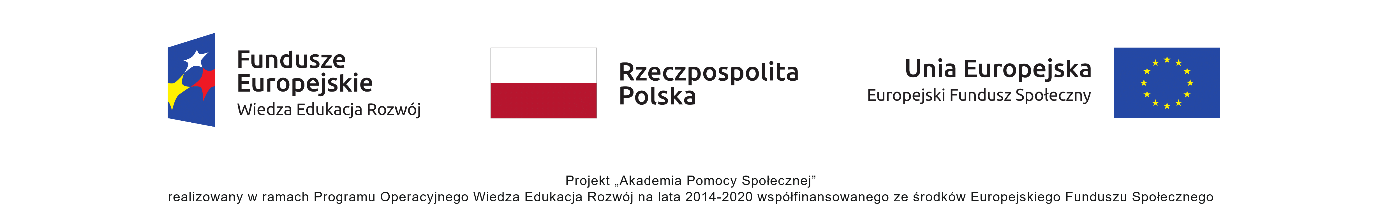 Fundusze
Europejskie
Wiedza Edukacja Rozwój
Rzeczpospolita
Polska
Unia Europejska
Europejski Fundusz Społeczny
Projekt „Akademia Pomocy Społecznej”
realizowany w ramach Programu Operacyjnego Wiedza Edukacja Rozwój na lata 2014-2020 współfinansowanego ze środków Europejskiego Funduszu Społecznego